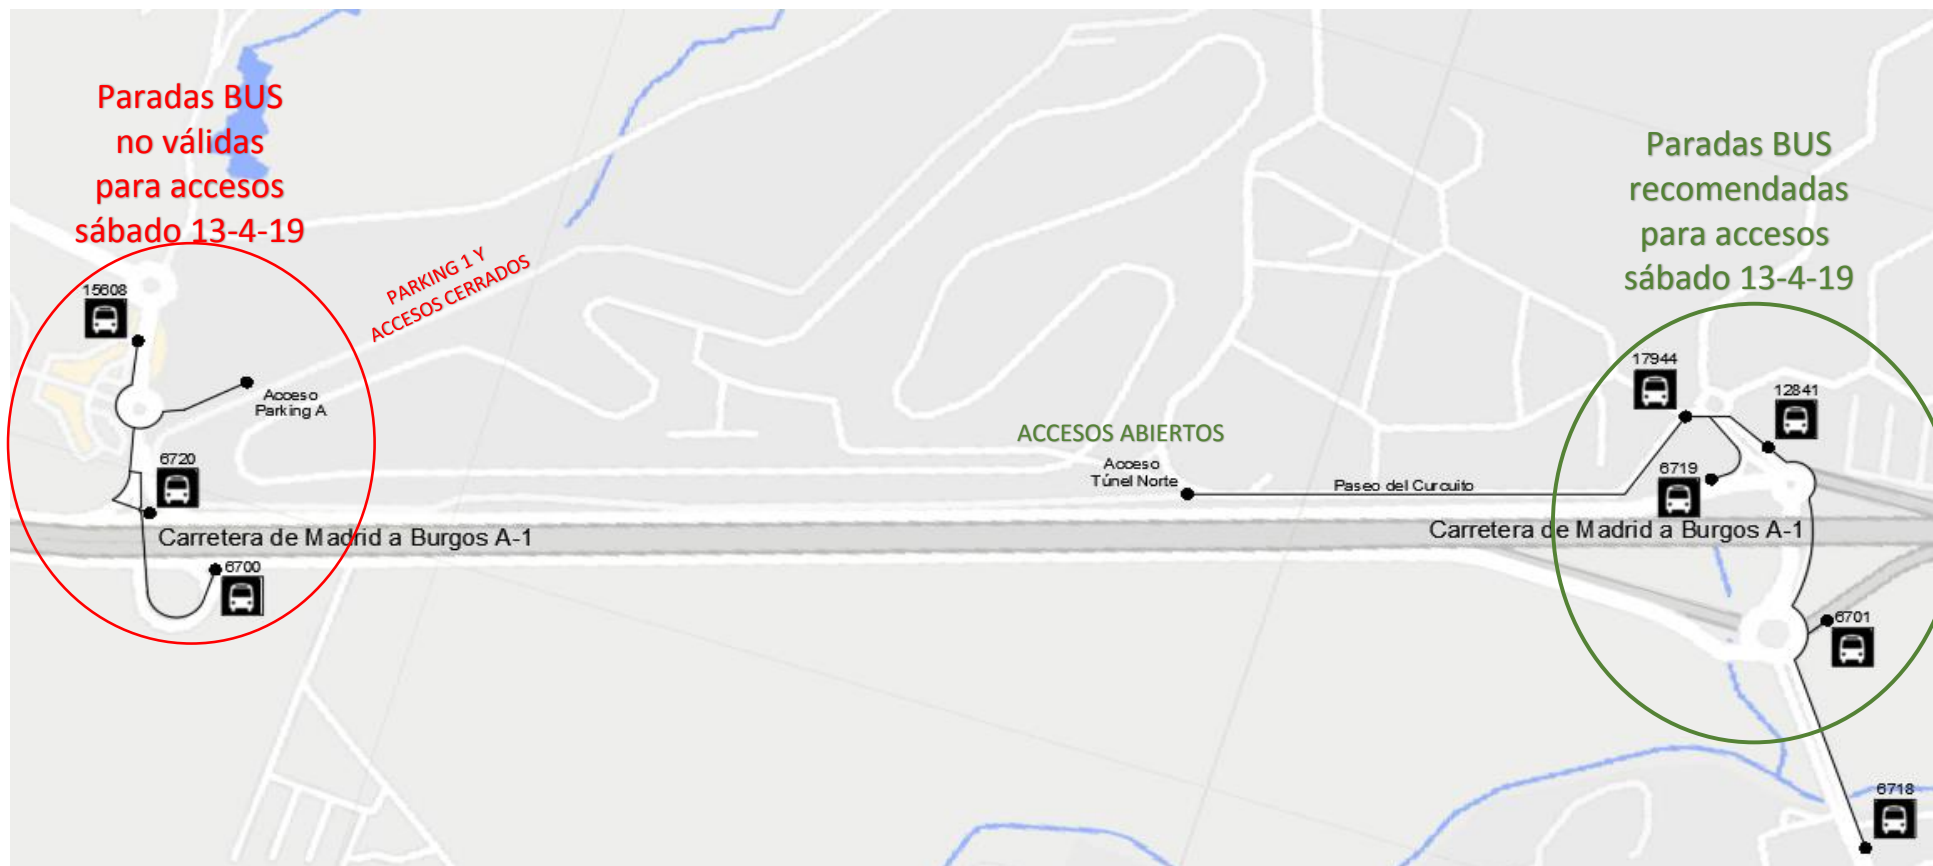 Paradas BUS
no válidas
para accesos
sábado 13-4-19
PARKING 1 Y
ACCESOS CERRADOS
15608
Acceso
Parking A
6720
Carretera de Madrid a Burgos A-1
6700
ACCESOS ABIERTOS
Acceso
Túnel Norte
Paseo del Curcuito
Paradas BUS
recomendadas
para accesos
sábado 13-4-19
17944
12841
6719
Carretera de Madrid a Burgos A-1
6701
6718